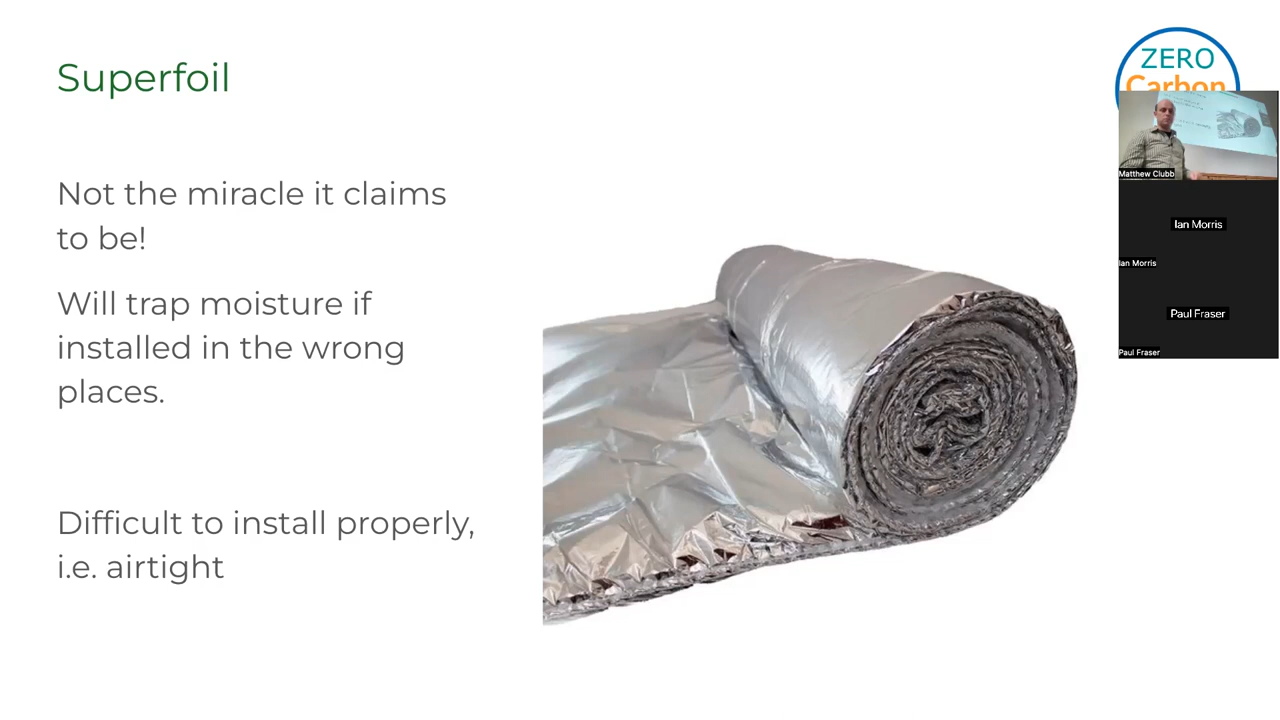 Superfoil
ZERO
Carbon
Not the miracle it claims
to be!
Will trap moisture if
installed in the wrong
places.
Difficult to install properly,
i.e. airtight
Matthew Clubb
Ian Morris
Ian Morris
Paul Fraser
Paul Fraser